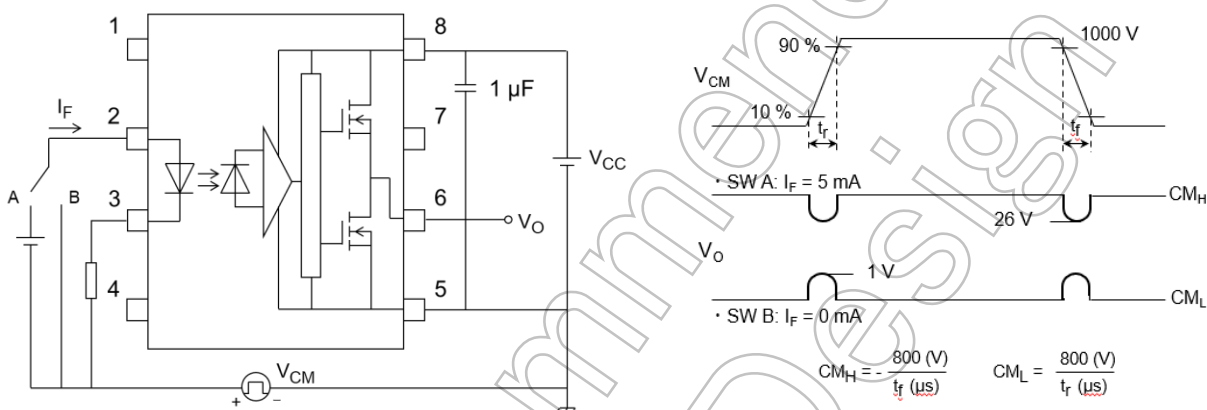 1
8
I_F
2
7
1 µF
V_CC
A
B
3
6
V_O
4
5
V_CM
+
−
V_CM
90 %
10 %
t_r
1000 V
t_f
・SW A: I_F = 5 mA
CM_H
26 V
V_O
1 V
CM_L
・SW B: I_F = 0 mA
CM_H = - 800 (V) / t_f (µs)
CM_L = 800 (V) / t_r (µs)
mmen
Design